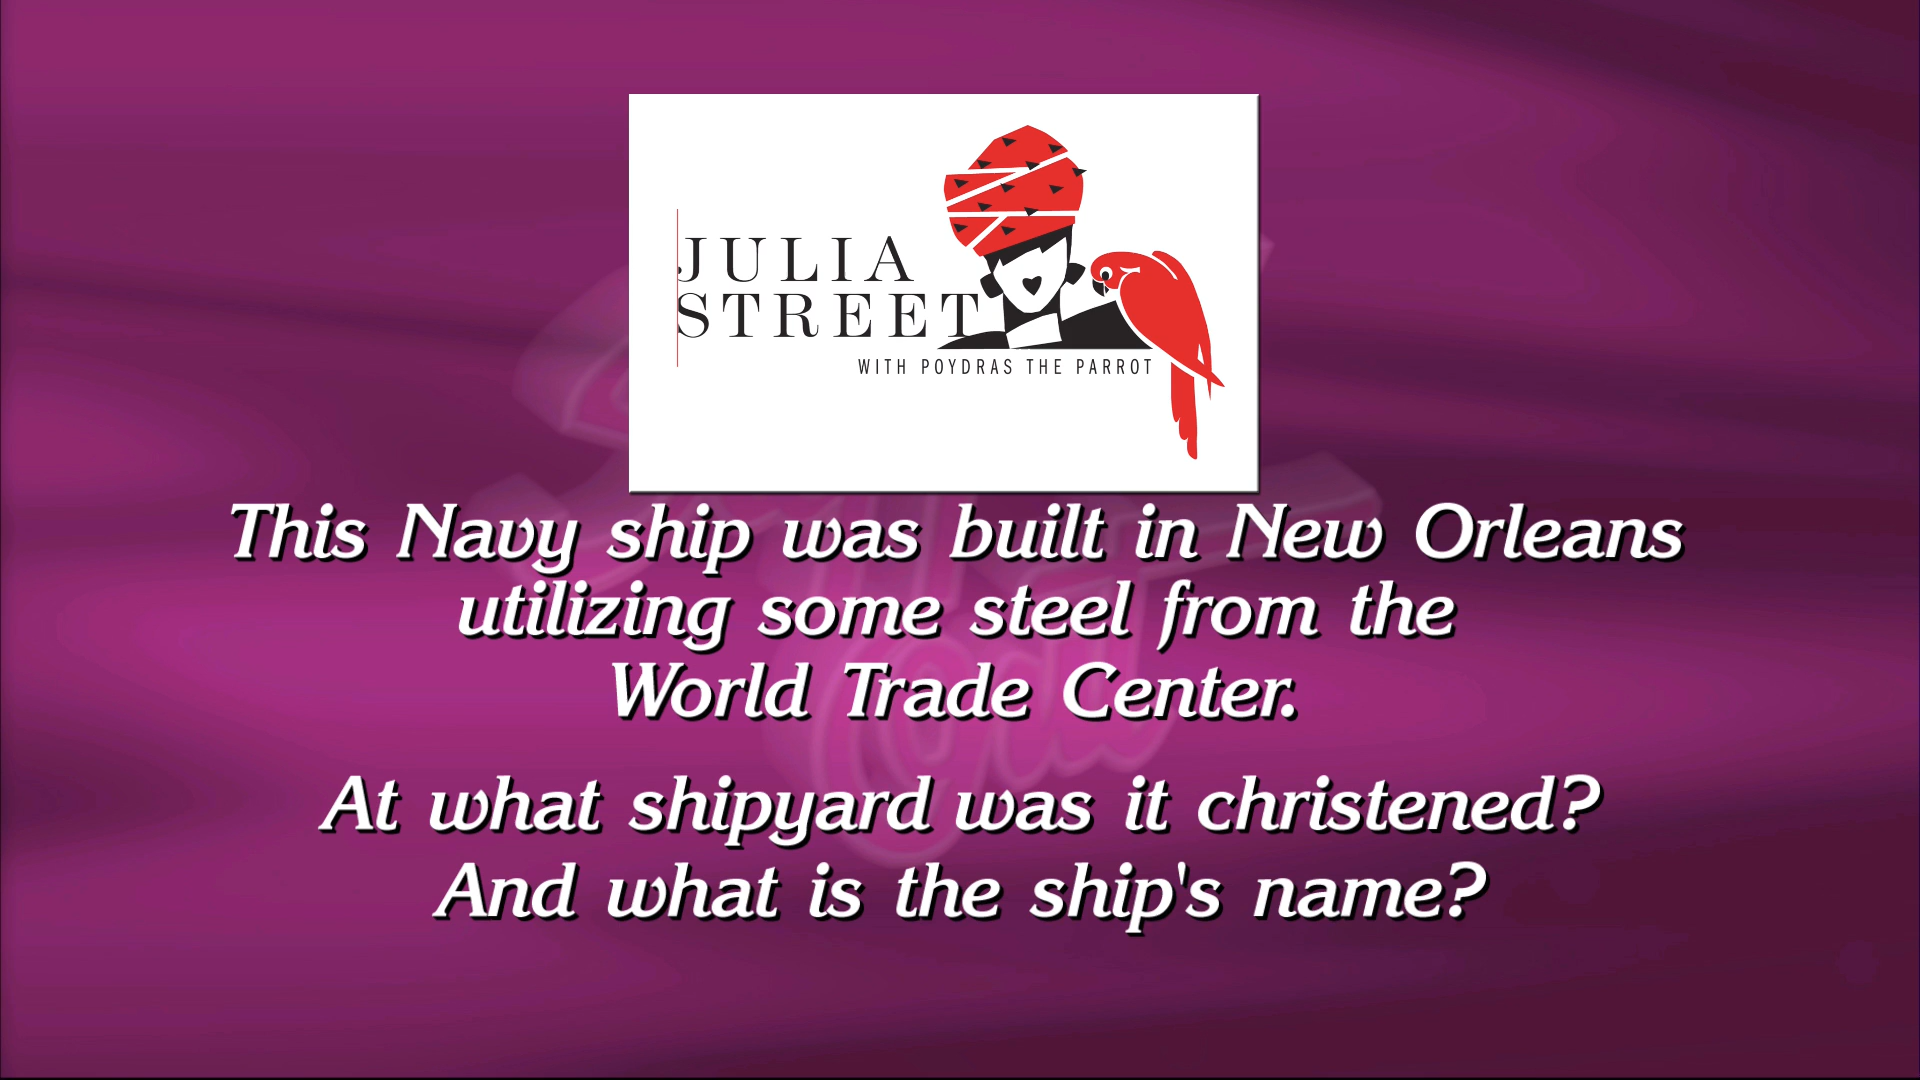 JULIA
STREET
WITH POYDRAS THE PARROT
This Navy ship was built in New Orleans
utilizing some steel from the
World Trade Center.
At what shipyard was it christened?
And what is the ship's name?